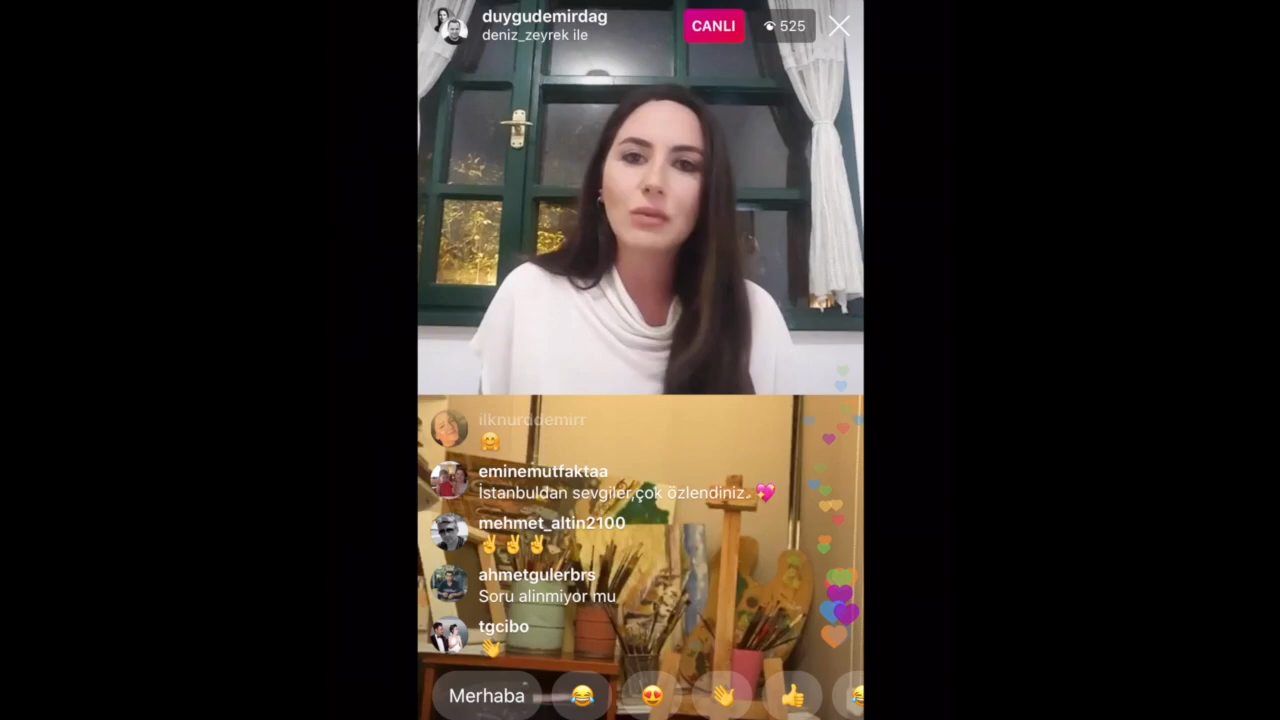 duygudemirdag
deniz_zeyrek ile
CANLI
525
ilknurddemirr
🤗
eminemutfaktaa
İstanbuldan sevgiler,çok özlendiniz. 💖
mehmet_altin2100
✌️✌️✌️
ahmetgulerbrs
Soru alinmiyor mu
tgcibo
👋
Merhaba 😂 😍 👋 👍 😂